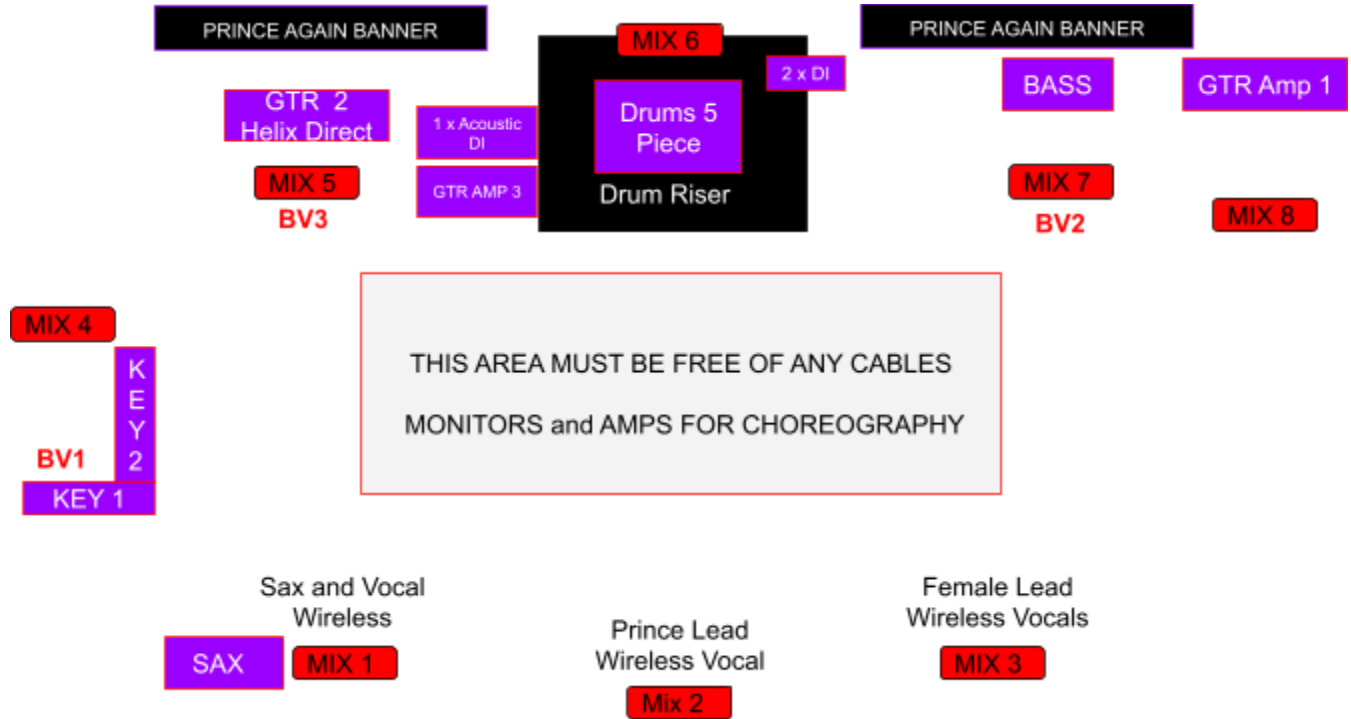 PRINCE AGAIN BANNER
MIX 6
PRINCE AGAIN BANNER
2 x DI
GTR 2
Helix Direct
1 x Acoustic
DI
Drums 5
Piece
BASS
GTR Amp 1
MIX 5
BV3
GTR AMP 3
Drum Riser
MIX 7
BV2
MIX 8
MIX 4
K
E
Y
2
BV1
KEY 1
THIS AREA MUST BE FREE OF ANY CABLES
MONITORS and AMPS FOR CHOREOGRAPHY
Sax and Vocal
Wireless
SAX
MIX 1
Prince Lead
Wireless Vocal
Mix 2
Female Lead
Wireless Vocals
MIX 3